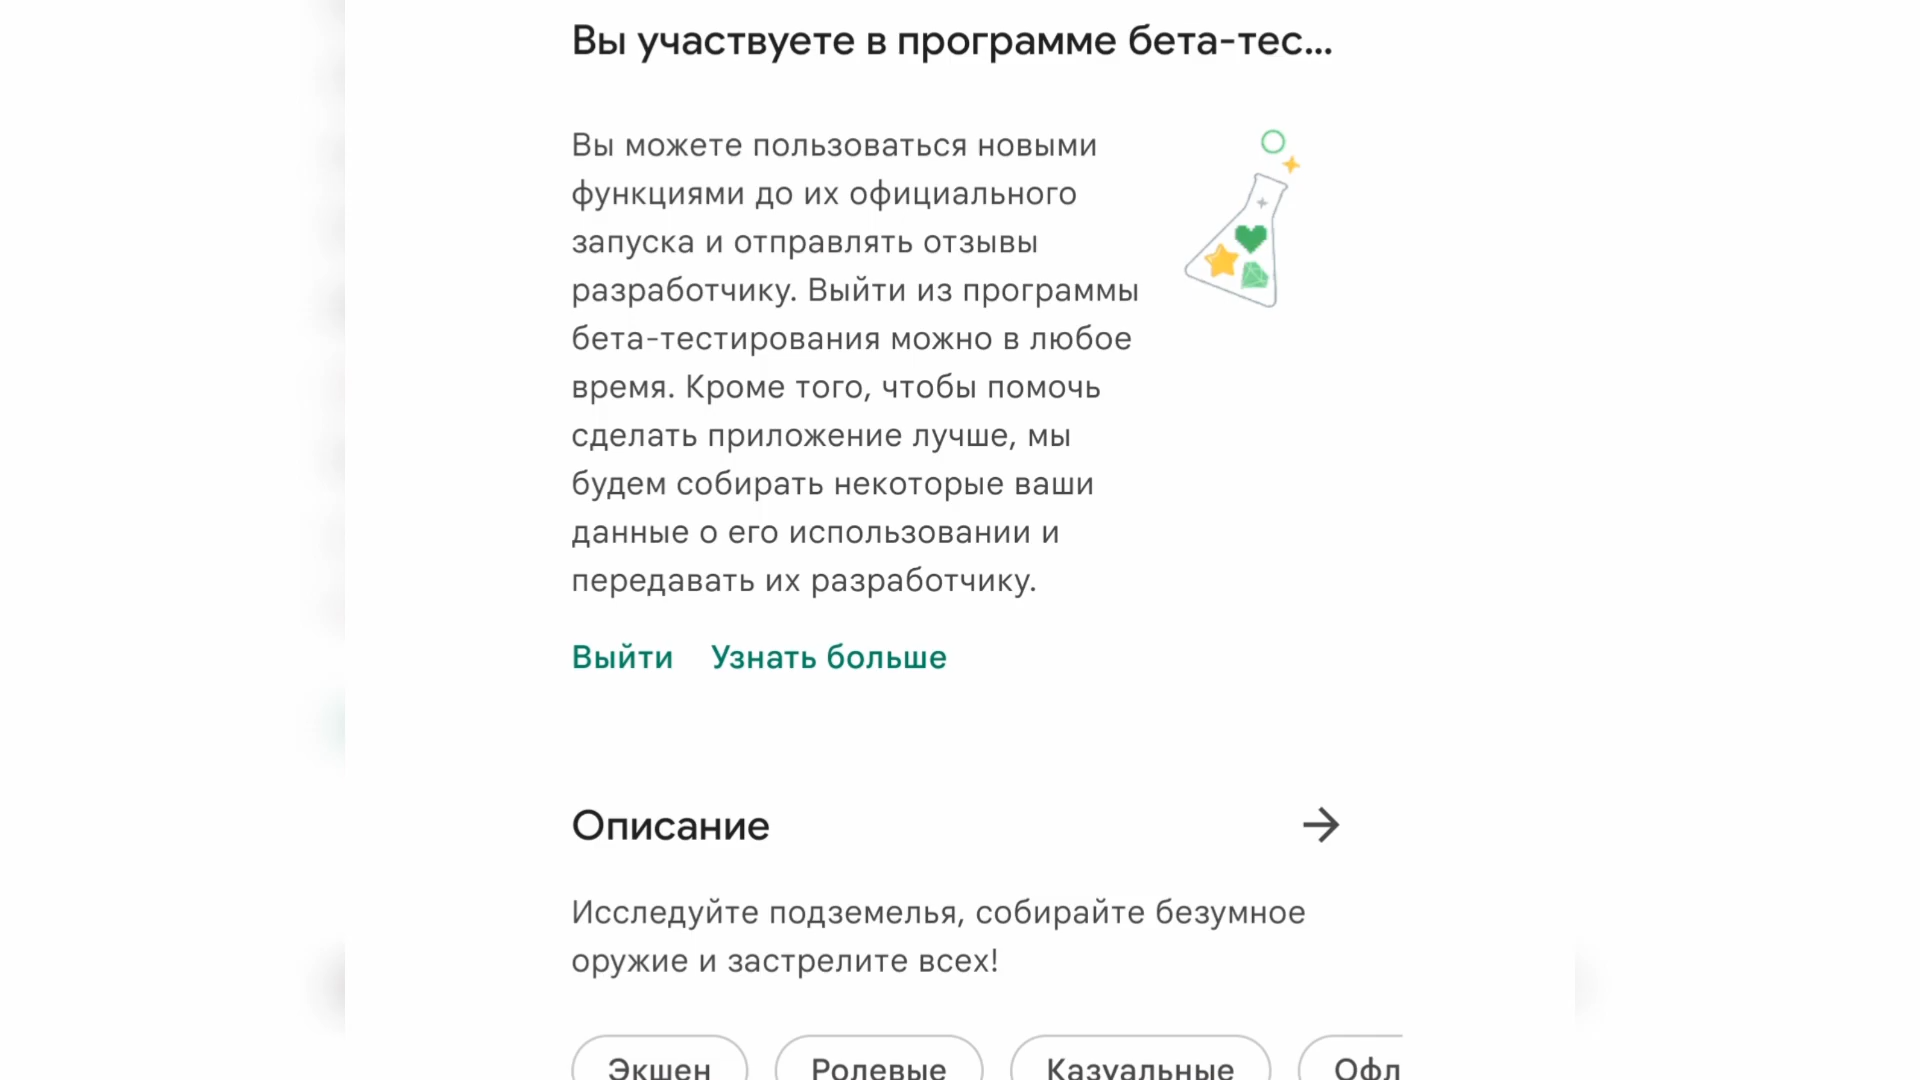 Вы участвуете в программе бета-тес...
Вы можете пользоваться новыми
функциями до их официального
запуска и отправлять отзывы
разработчику. Выйти из программы
бета-тестирования можно в любое
время. Кроме того, чтобы помочь
сделать приложение лучше, мы
будем собирать некоторые ваши
данные о его использовании и
передавать их разработчику.
Выйти Узнать больше
Описание
Исследуйте подземелья, собирайте безумное
оружие и застрелите всех!
Экшен Ролевые Казуальные Офл